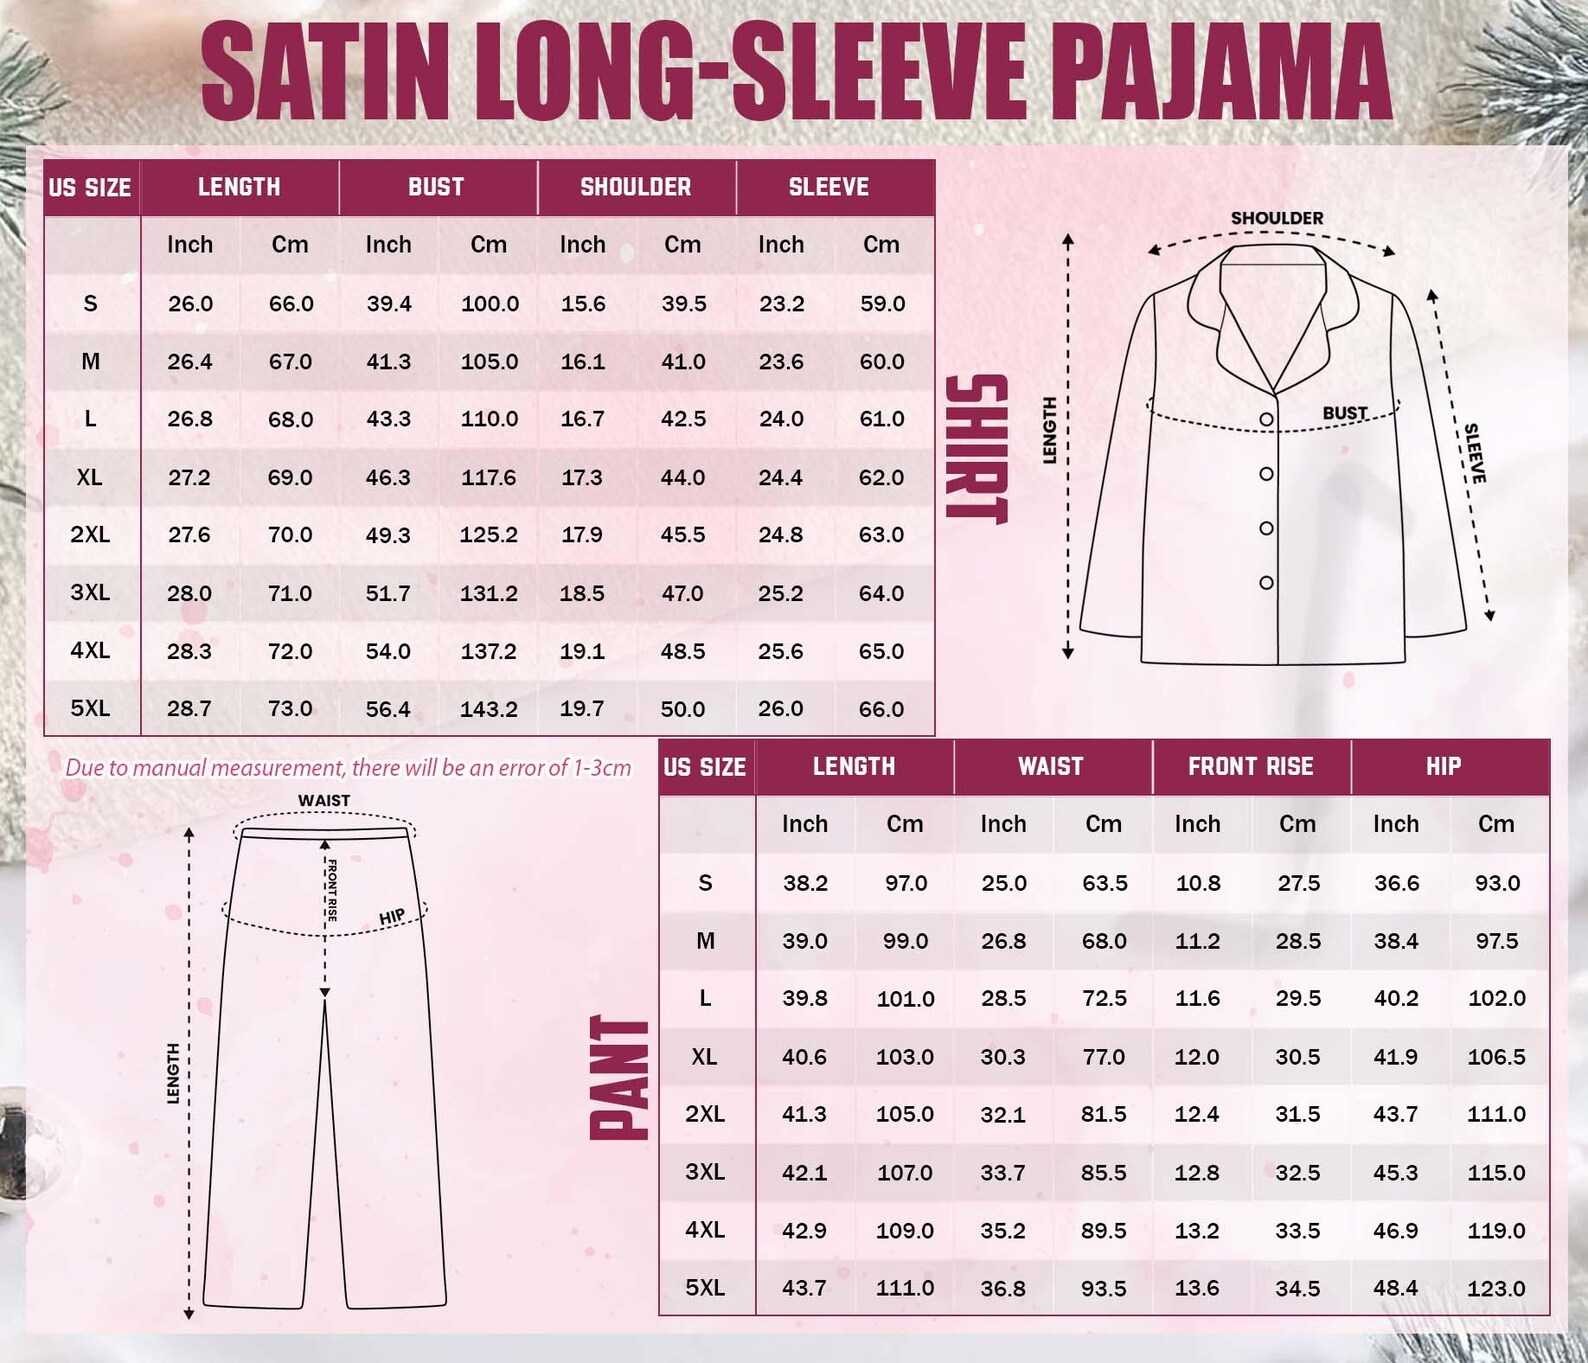 SATIN LONG-SLEEVE PAJAMA
US SIZE LENGTH BUST SHOULDER SLEEVE
Inch Cm Inch Cm Inch Cm Inch Cm
S 26.0 66.0 39.4 100.0 15.6 39.5 23.2 59.0
M 26.4 67.0 41.3 105.0 16.1 41.0 23.6 60.0
L 26.8 68.0 43.3 110.0 16.7 42.5 24.0 61.0
XL 27.2 69.0 46.3 117.6 17.3 44.0 24.4 62.0
2XL 27.6 70.0 49.3 125.2 17.9 45.5 24.8 63.0
3XL 28.0 71.0 51.7 131.2 18.5 47.0 25.2 64.0
4XL 28.3 72.0 54.0 137.2 19.1 48.5 25.6 65.0
5XL 28.7 73.0 56.4 143.2 19.7 50.0 26.0 66.0
SHIRT
SHOULDER
LENGTH
BUST
SLEEVE
Due to manual measurement, there will be an error of 1-3cm
WAIST
FRONT RISE
HIP
LENGTH
PANT
US SIZE LENGTH WAIST FRONT RISE HIP
Inch Cm Inch Cm Inch Cm Inch Cm
S 38.2 97.0 25.0 63.5 10.8 27.5 36.6 93.0
M 39.0 99.0 26.8 68.0 11.2 28.5 38.4 97.5
L 39.8 101.0 28.5 72.5 11.6 29.5 40.2 102.0
XL 40.6 103.0 30.3 77.0 12.0 30.5 41.9 106.5
2XL 41.3 105.0 32.1 81.5 12.4 31.5 43.7 111.0
3XL 42.1 107.0 33.7 85.5 12.8 32.5 45.3 115.0
4XL 42.9 109.0 35.2 89.5 13.2 33.5 46.9 119.0
5XL 43.7 111.0 36.8 93.5 13.6 34.5 48.4 123.0